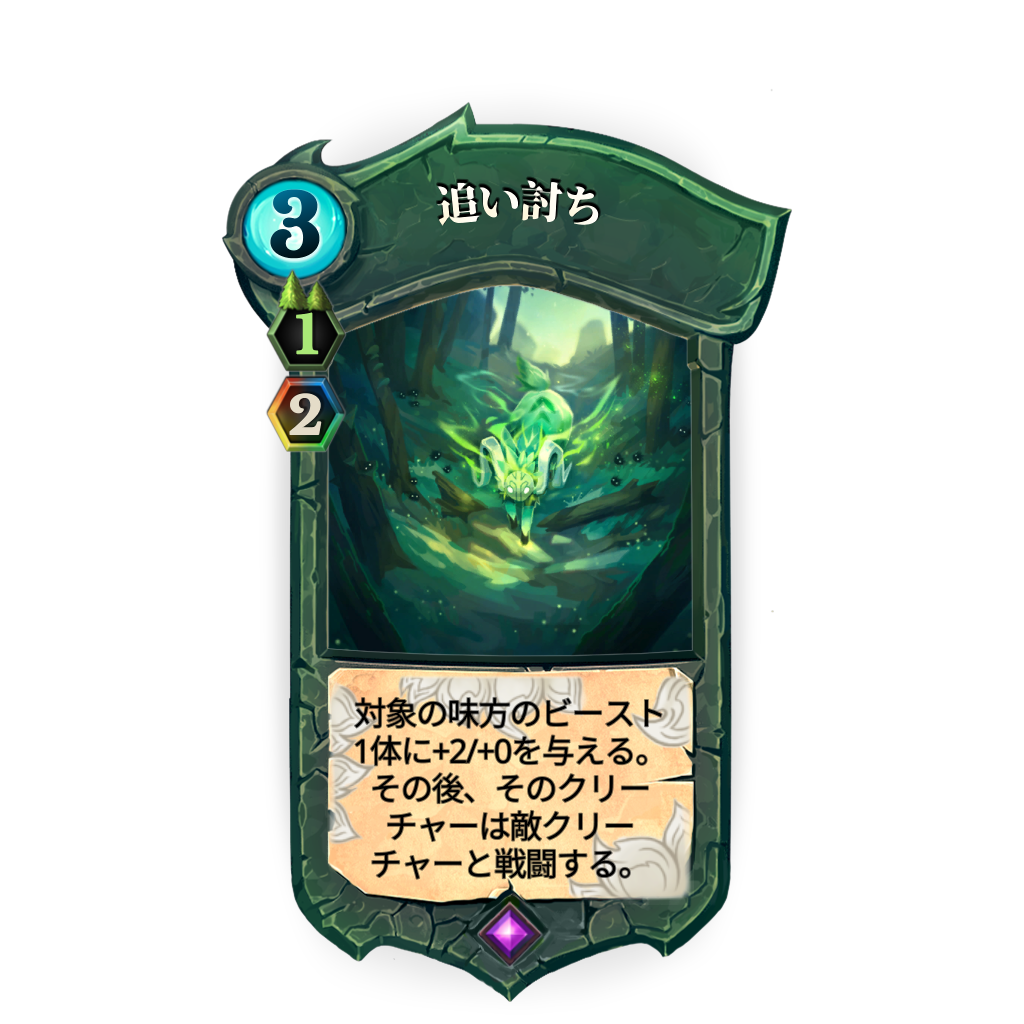 追い討ち
3
1
2
対象の味方のビースト
1体に+2/+0を与える。
その後、そのクリー
チャーは敵クリー
チャーと戦闘する。